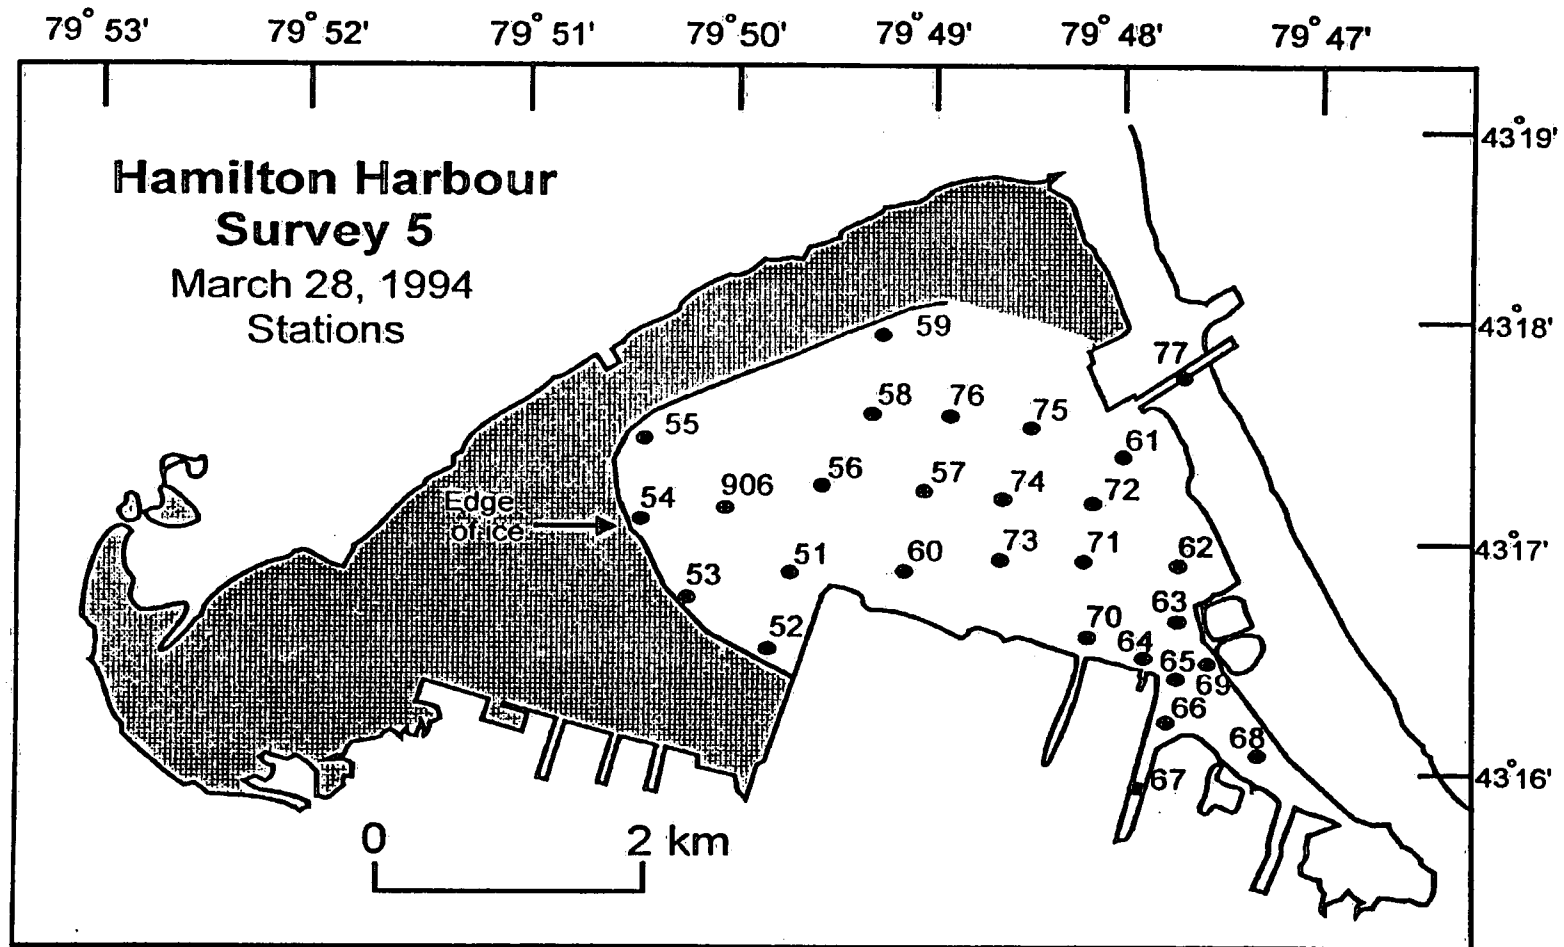 79° 53' 79° 52' 79° 51' 79° 50' 79° 49' 79° 48' 79° 47'
43° 19'
Hamilton Harbour
Survey 5
March 28, 1994
Stations
43° 18'
59
77
58 76 75
55
61
56 57 74 72
54 906
Edge
of ice
43° 17'
51 60 73 71 62
53
63
52 70 64
65
69
66
68
43° 16'
67
0 2 km